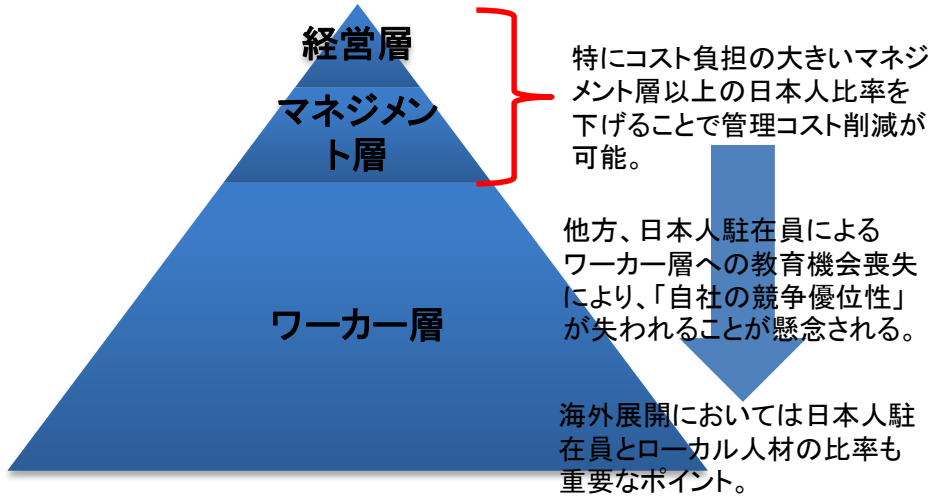 経営層
マネジメン
ト層
ワーカー層
特にコスト負担の大きいマネジ
メント層以上の日本人比率を
下げることで管理コスト削減が
可能。
他方、日本人駐在員による
ワーカー層への教育機会喪失
により、「自社の競争優位性」
が失われることが懸念される。
海外展開においては日本人駐
在員とローカル人材の比率も
重要なポイント。